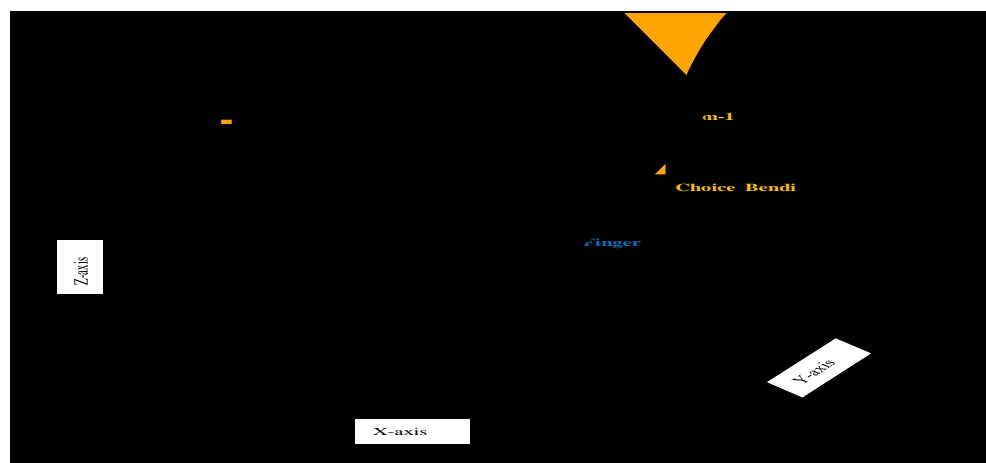 α-1
Choice Bendi
Finger
Z-axis
Y-axis
X-axis